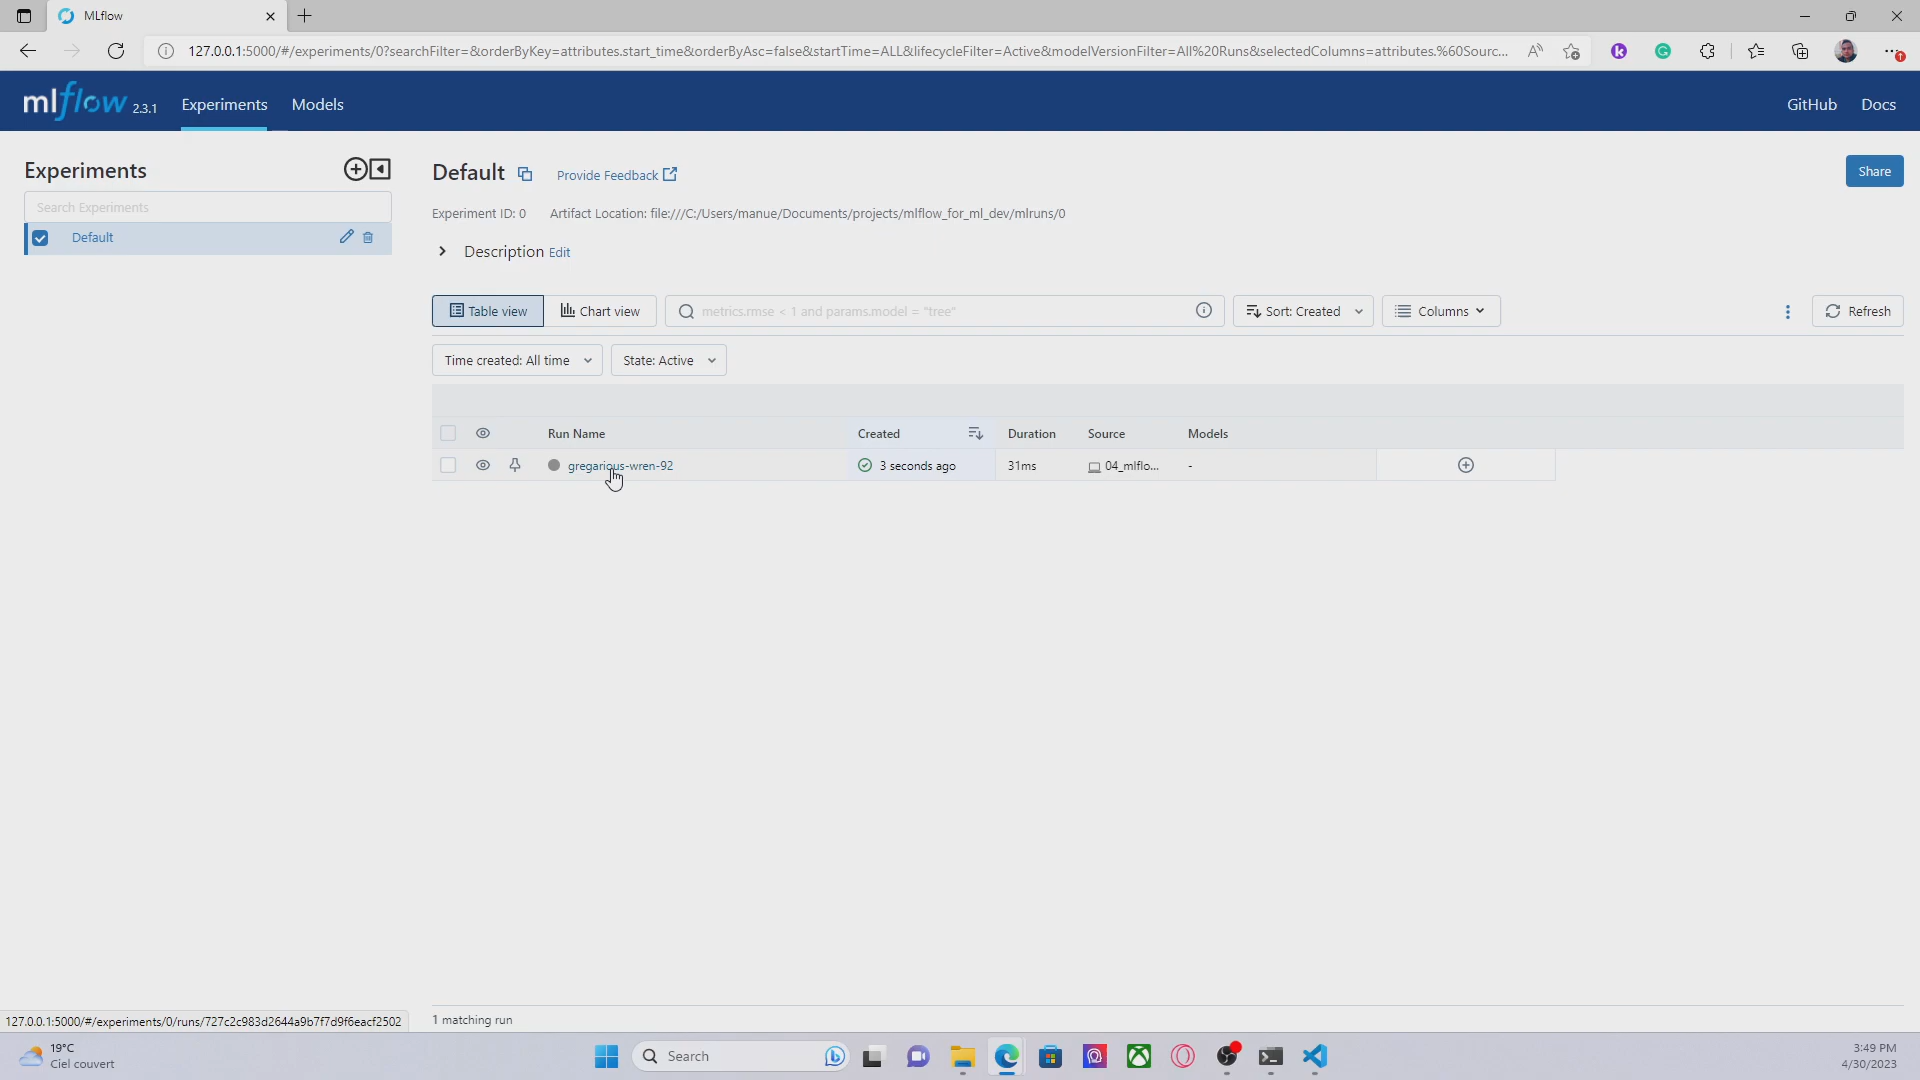 MLflow
127.0.0.1:5000/#/experiments/0?searchFilter=&orderByKey=attributes.start_time&orderByAsc=false&startTime=ALL&lifecycleFilter=Active&modelVersionFilter=All%20Runs&selectedColumns=attributes.%60Sourc...
mlflow 2.3.1 Experiments Models GitHub Docs
Experiments
Search Experiments
Default
Default Provide Feedback Share
Experiment ID: 0 Artifact Location: file:///C:/Users/manue/Documents/projects/mlflow_for_ml_dev/mlruns/0
Description Edit
Table view Chart view metrics.rmse < 1 and params.model = "tree" Sort: Created Columns Refresh
Time created: All time State: Active
Run Name Created Duration Source Models
gregarious-wren-92 3 seconds ago 31ms 04_mlflo... -
1 matching run
127.0.0.1:5000/#/experiments/0/runs/727c2c983d2644a9b7f7d9f6eacf2502
19°C
Ciel couvert
Search
3:49 PM
4/30/2023